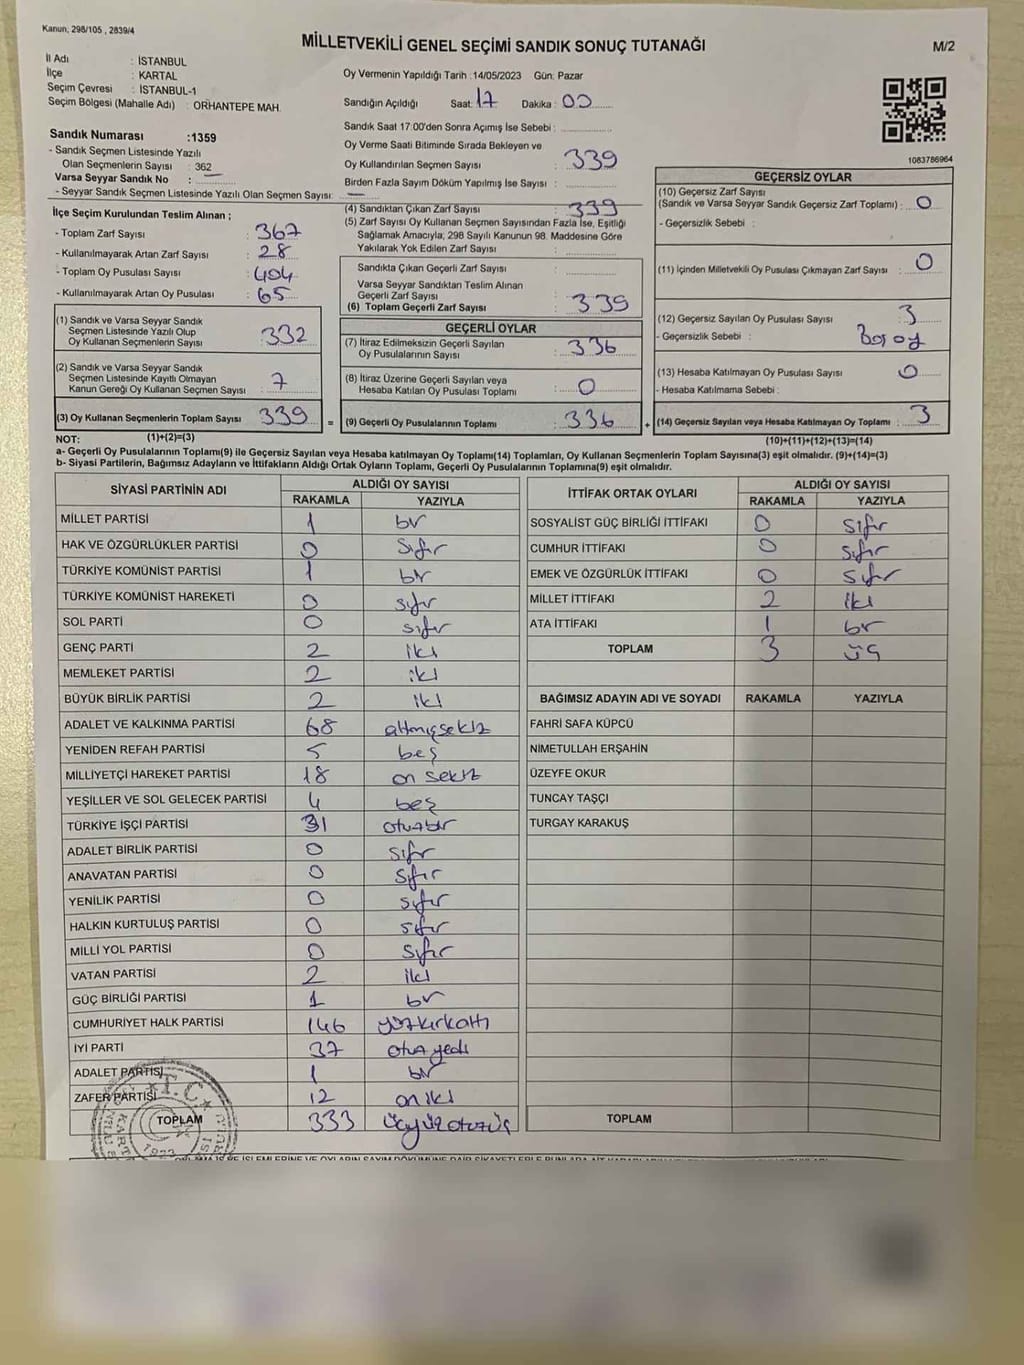 Kanun, 298/105 , 2839/4
MİLLETVEKİLİ GENEL SEÇİMİ SANDIK SONUÇ TUTANAĞI
M/2
İl Adı : İSTANBUL
İlçe : KARTAL
Seçim Çevresi : İSTANBUL-1
Seçim Bölgesi (Mahalle Adı) : ORHANTEPE MAH.
Sandık Numarası :1359
- Sandık Seçmen Listesinde Yazılı
Olan Seçmenlerin Sayısı : 362
Varsa Seyyar Sandık No : —
- Seyyar Sandık Seçmen Listesinde Yazılı Olan Seçmen Sayısı: —
Oy Vermenin Yapıldığı Tarih :14/05/2023 Gün: Pazar
Sandığın Açıldığı Saat: 17 Dakika : 00
Sandık Saat 17:00'den Sonra Açımış İse Sebebi :
Oy Verme Saati Bitiminde Sırada Bekleyen ve
Oy Kullandırılan Seçmen Sayısı : 339
Birden Fazla Sayım Döküm Yapılmış İse Sayısı :
1083786964
İlçe Seçim Kurulundan Teslim Alınan ;
- Toplam Zarf Sayısı : 367
- Kullanılmayarak Artan Zarf Sayısı : 28
- Toplam Oy Pusulası Sayısı : 404
- Kullanılmayarak Artan Oy Pusulası : 65
(1) Sandık ve Varsa Seyyar Sandık
Seçmen Listesinde Yazılı Olup
Oy Kullanan Seçmenlerin Sayısı : 332
(2) Sandık ve Varsa Seyyar Sandık
Seçmen Listesinde Kayıtlı Olmayan
Kanun Gereği Oy Kullanan Seçmen Sayısı : 7
(3) Oy Kullanan Seçmenlerin Toplam Sayısı : 339
(1)+(2)=(3)
(4) Sandıktan Çıkan Zarf Sayısı : 339
(5) Zarf Sayısı Oy Kullanan Seçmen Sayısından Fazla İse, Eşitliği
Sağlamak Amacıyla; 298 Sayılı Kanunun 98. Maddesine Göre
Yakılarak Yok Edilen Zarf Sayısı :
Sandıkta Çıkan Geçerli Zarf Sayısı :
Varsa Seyyar Sandıktan Teslim Alınan
Geçerli Zarf Sayısı :
(6) Toplam Geçerli Zarf Sayısı : 339
GEÇERLİ OYLAR
(7) İtiraz Edilmeksizin Geçerli Sayılan
Oy Pusulalarının Sayısı : 336
(8) İtiraz Üzerine Geçerli Sayılan veya
Hesaba Katılan Oy Pusulası Toplamı : 0
= (9) Geçerli Oy Pusulalarının Toplamı : 336
GEÇERSİZ OYLAR
(10) Geçersiz Zarf Sayısı
(Sandık ve Varsa Seyyar Sandık Geçersiz Zarf Toplamı) : 0
- Geçersizlik Sebebi :
(11) İçinden Milletvekili Oy Pusulası Çıkmayan Zarf Sayısı : 0
(12) Geçersiz Sayılan Oy Pusulası Sayısı : 3
- Geçersizlik Sebebi : Boş oy
(13) Hesaba Katılmayan Oy Pusulası Sayısı : 0
- Hesaba Katılmama Sebebi :
+ (14) Geçersiz Sayılan veya Hesaba Katılmayan Oy Toplamı : 3
(10)+(11)+(12)+(13)=(14)
NOT:
a- Geçerli Oy Pusulalarının Toplamı(9) ile Geçersiz Sayılan veya Hesaba katılmayan Oy Toplamı(14) Toplamları, Oy Kullanan Seçmenlerin Toplam Sayısına(3) eşit olmalıdır. (9)+(14)=(3)
b- Siyasi Partilerin, Bağımsız Adayların ve İttifakların Aldığı Ortak Oyların Toplamı, Geçerli Oy Pusulalarının Toplamına(9) eşit olmalıdır.
SİYASİ PARTİNİN ADI ALDIĞI OY SAYISI
RAKAMLA YAZIYLA
MİLLET PARTİSİ 1 bir
HAK VE ÖZGÜRLÜKLER PARTİSİ 0 sıfır
TÜRKİYE KOMÜNİST PARTİSİ 1 bir
TÜRKİYE KOMÜNİST HAREKETİ 0 sıfır
SOL PARTİ 0 sıfır
GENÇ PARTİ 2 iki
MEMLEKET PARTİSİ 2 iki
BÜYÜK BİRLİK PARTİSİ 2 iki
ADALET VE KALKINMA PARTİSİ 68 altmışsekiz
YENİDEN REFAH PARTİSİ 5 beş
MİLLİYETÇİ HAREKET PARTİSİ 18 on sekiz
YEŞİLLER VE SOL GELECEK PARTİSİ 4 beş
TÜRKİYE İŞÇİ PARTİSİ 31 otuzbir
ADALET BİRLİK PARTİSİ 0 sıfır
ANAVATAN PARTİSİ 0 sıfır
YENİLİK PARTİSİ 0 sıfır
HALKIN KURTULUŞ PARTİSİ 0 sıfır
MİLLİ YOL PARTİSİ 0 sıfır
VATAN PARTİSİ 2 iki
GÜÇ BİRLİĞİ PARTİSİ 1 bir
CUMHURİYET HALK PARTİSİ 146 yüzkırkaltı
İYİ PARTİ 37 otuzyedi
ADALET PARTİSİ 1 bir
ZAFER PARTİSİ 12 oniki
TOPLAM 333 üçyüzotuzüç
İTTİFAK ORTAK OYLARI ALDIĞI OY SAYISI
RAKAMLA YAZIYLA
SOSYALİST GÜÇ BİRLİĞİ İTTİFAKI 0 sıfır
CUMHUR İTTİFAKI 0 sıfır
EMEK VE ÖZGÜRLÜK İTTİFAKI 0 sıfır
MİLLET İTTİFAKI 2 iki
ATA İTTİFAKI 1 bir
TOPLAM 3 üç
BAĞIMSIZ ADAYIN ADI VE SOYADI RAKAMLA YAZIYLA
FAHRİ SAFA KÜPCÜ
NİMETULLAH ERŞAHİN
ÜZEYFE OKUR
TUNCAY TAŞÇI
TURGAY KARAKUŞ
TOPLAM
T.C.